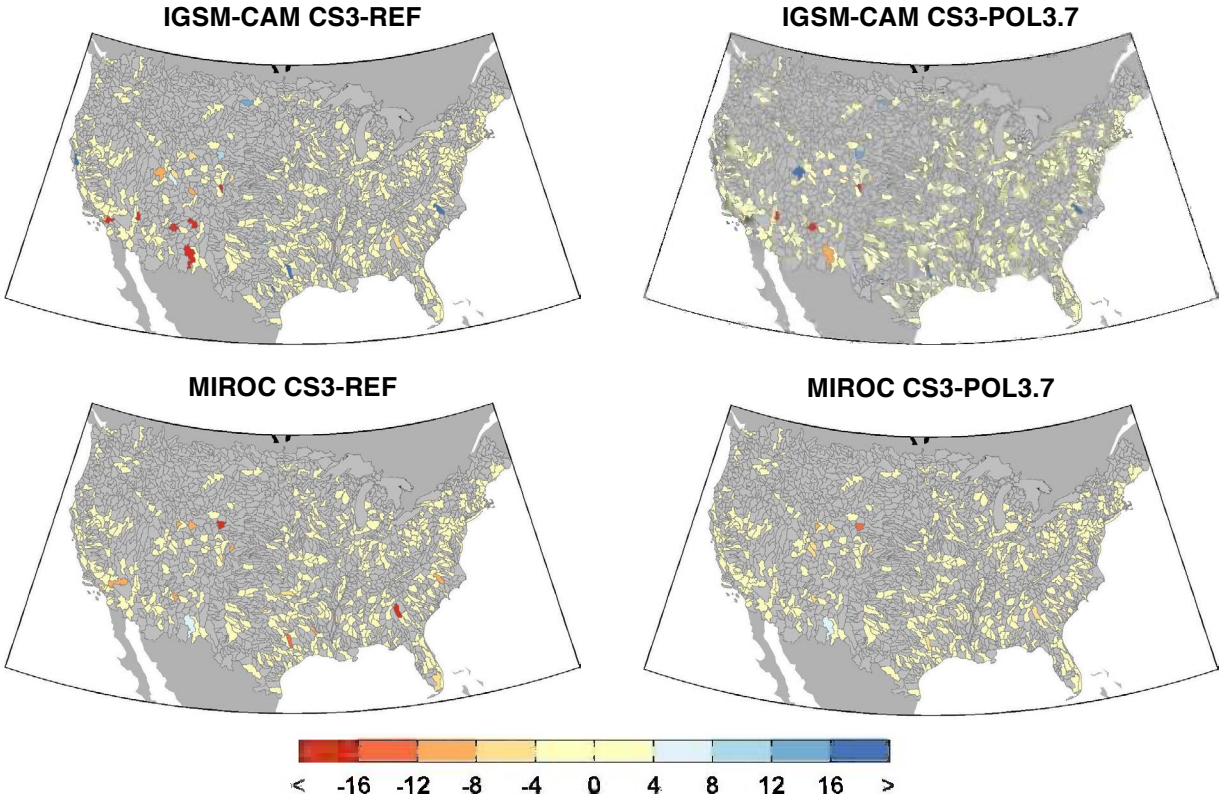 IGSM-CAM CS3-REF
IGSM-CAM CS3-POL3.7
MIROC CS3-REF
MIROC CS3-POL3.7
< -16 -12 -8 -4 0 4 8 12 16 >